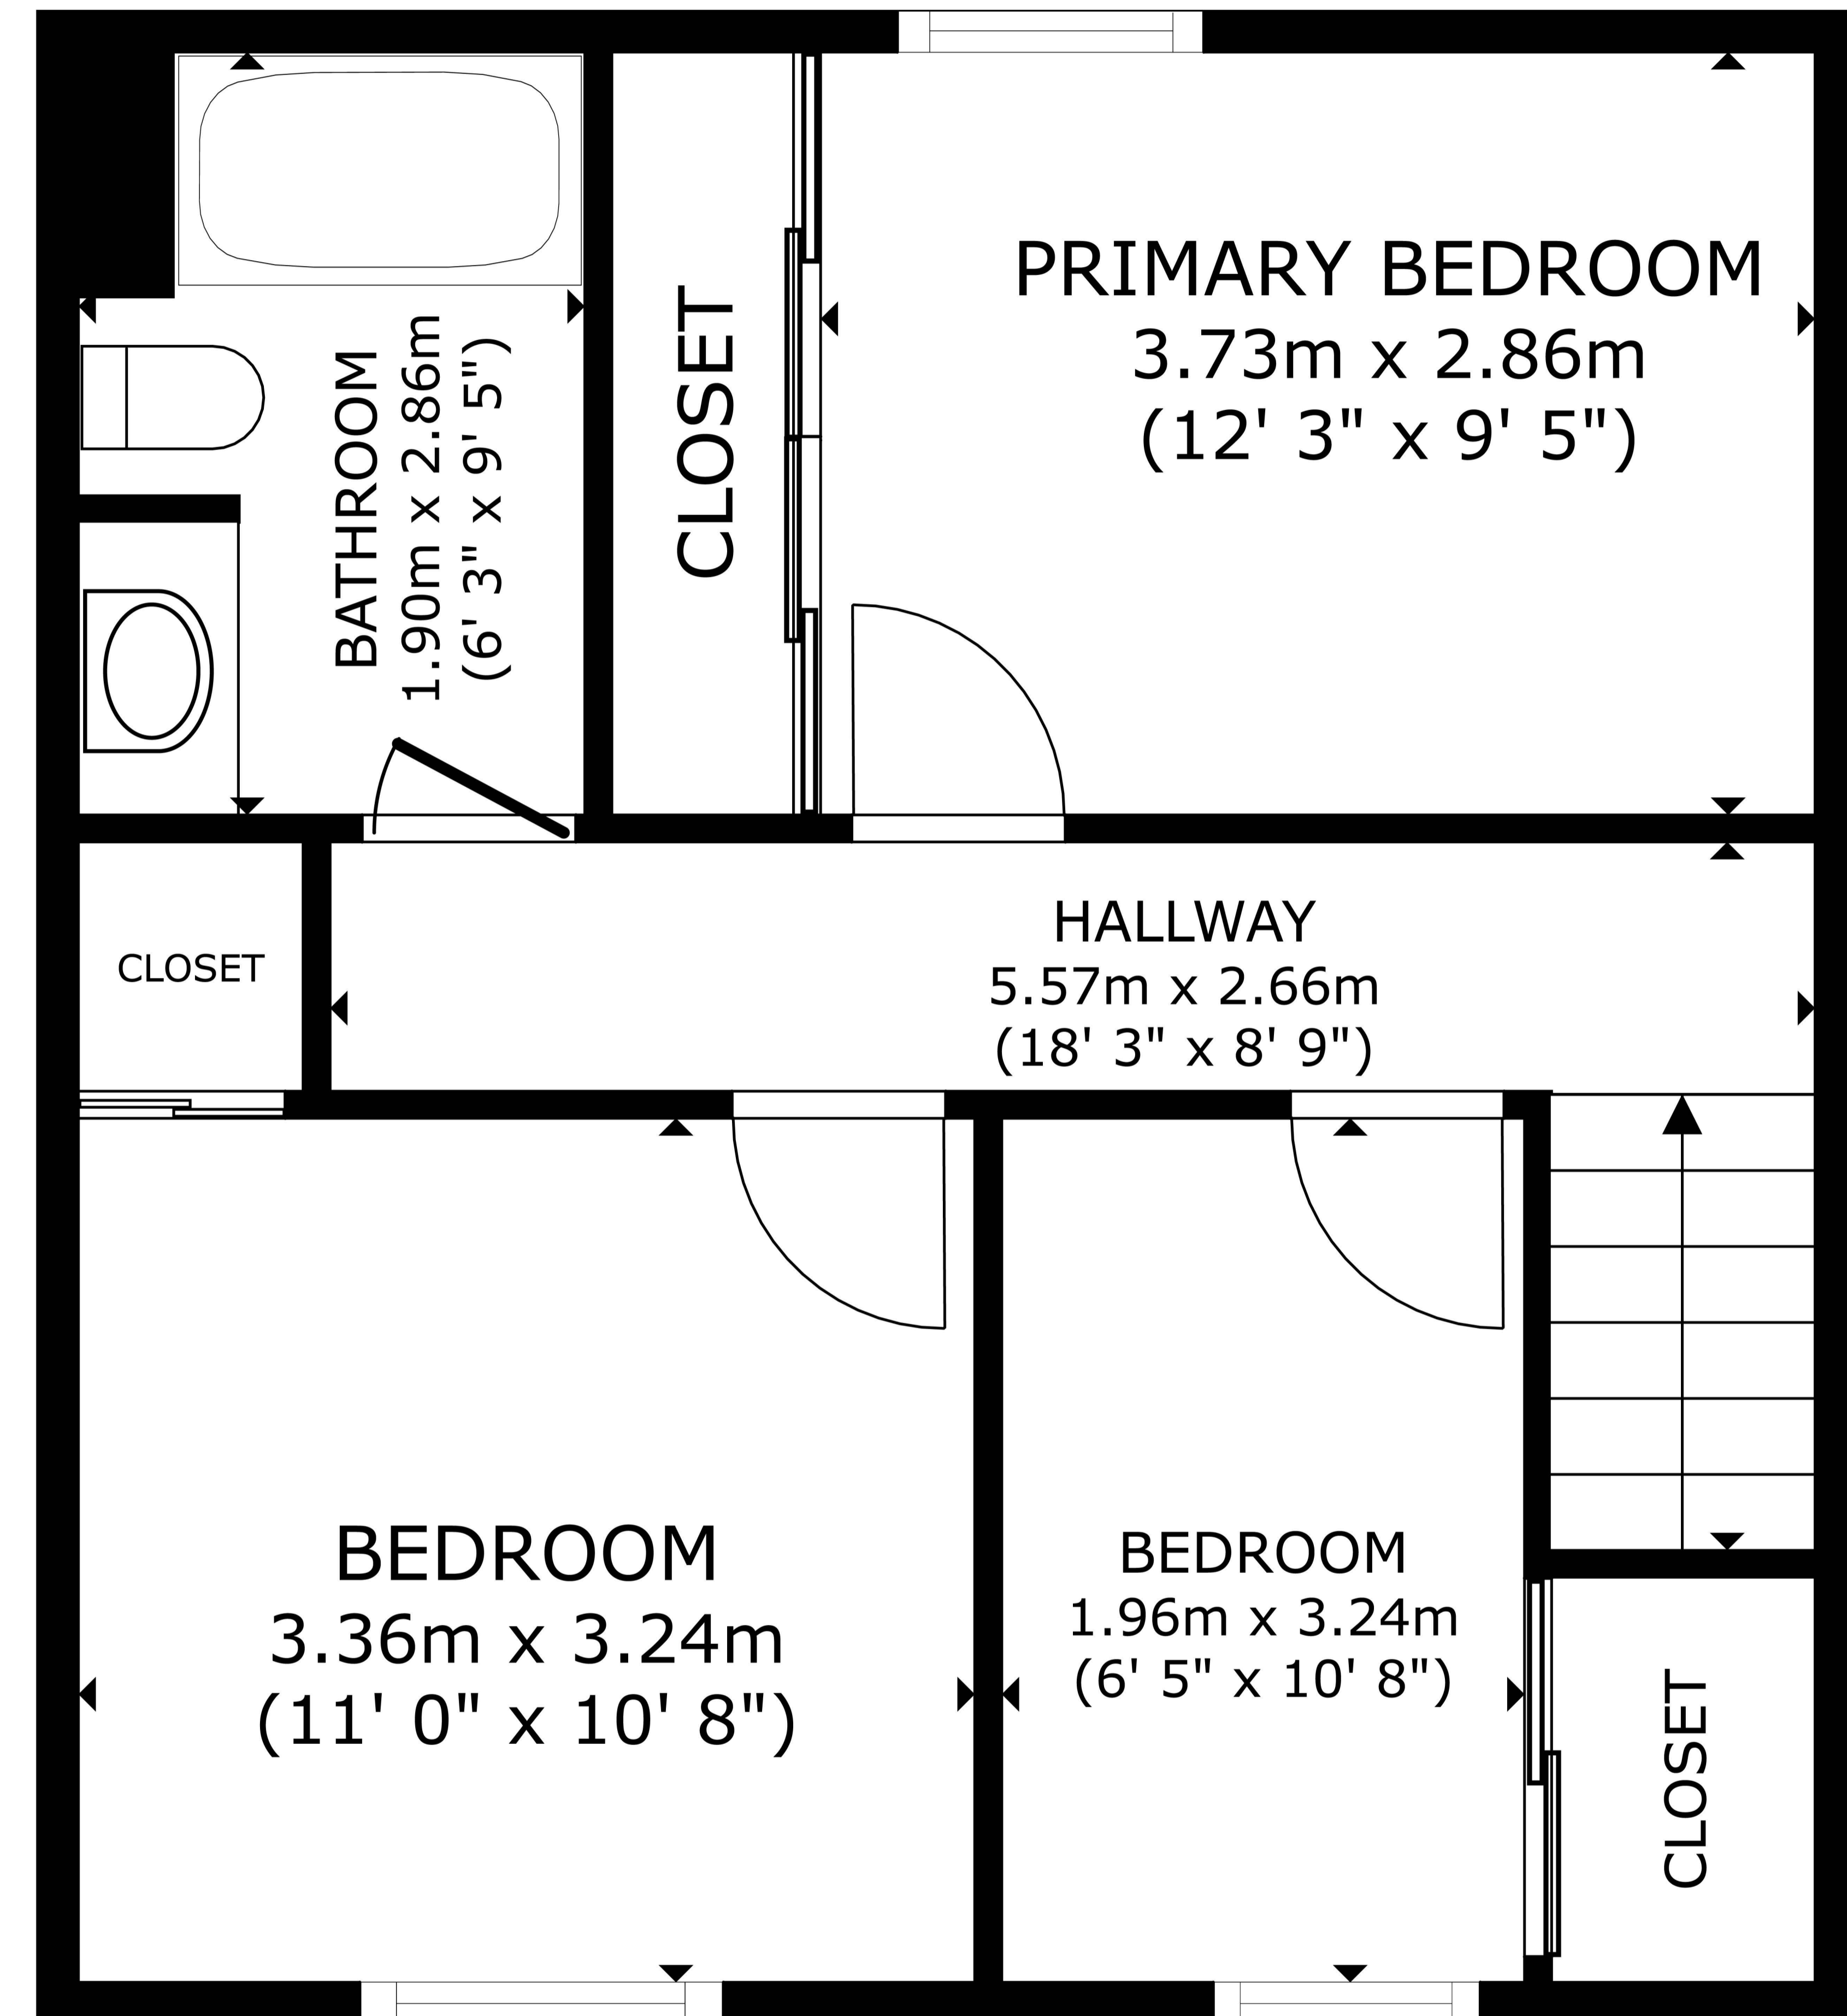 PRIMARY BEDROOM
3.73m x 2.86m
(12' 3" x 9' 5")
BATHROOM
1.90m x 2.86m
(6' 3" x 9' 5")
CLOSET
HALLWAY
5.57m x 2.66m
(18' 3" x 8' 9")
CLOSET
BEDROOM
3.36m x 3.24m
(11' 0" x 10' 8")
BEDROOM
1.96m x 3.24m
(6' 5" x 10' 8")
CLOSET